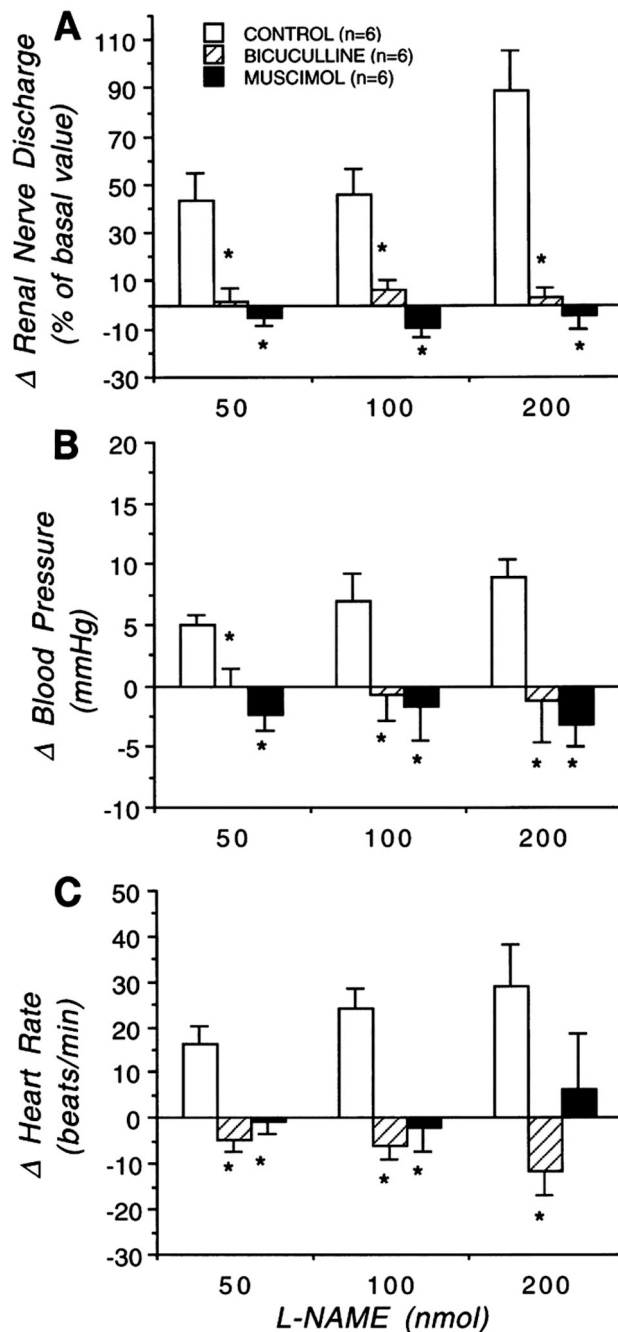 A
CONTROL (n=6)
BICUCULLINE (n=6)
MUSCIMOL (n=6)
Δ Renal Nerve Discharge
(% of basal value)
110
90
70
50
30
10
-10
-30
50 100 200
B
Δ Blood Pressure
(mmHg)
20
15
10
5
0
-5
-10
* * * * * *
50 100 200
C
Δ Heart Rate
(beats/min)
50
40
30
20
10
0
-10
-20
-30
* * * * *
50 100 200
L-NAME (nmol)